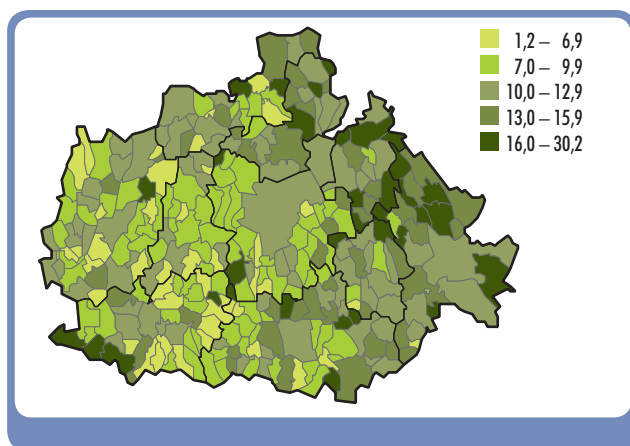 1,2 – 6,9
7,0 – 9,9
10,0 – 12,9
13,0 – 15,9
16,0 – 30,2